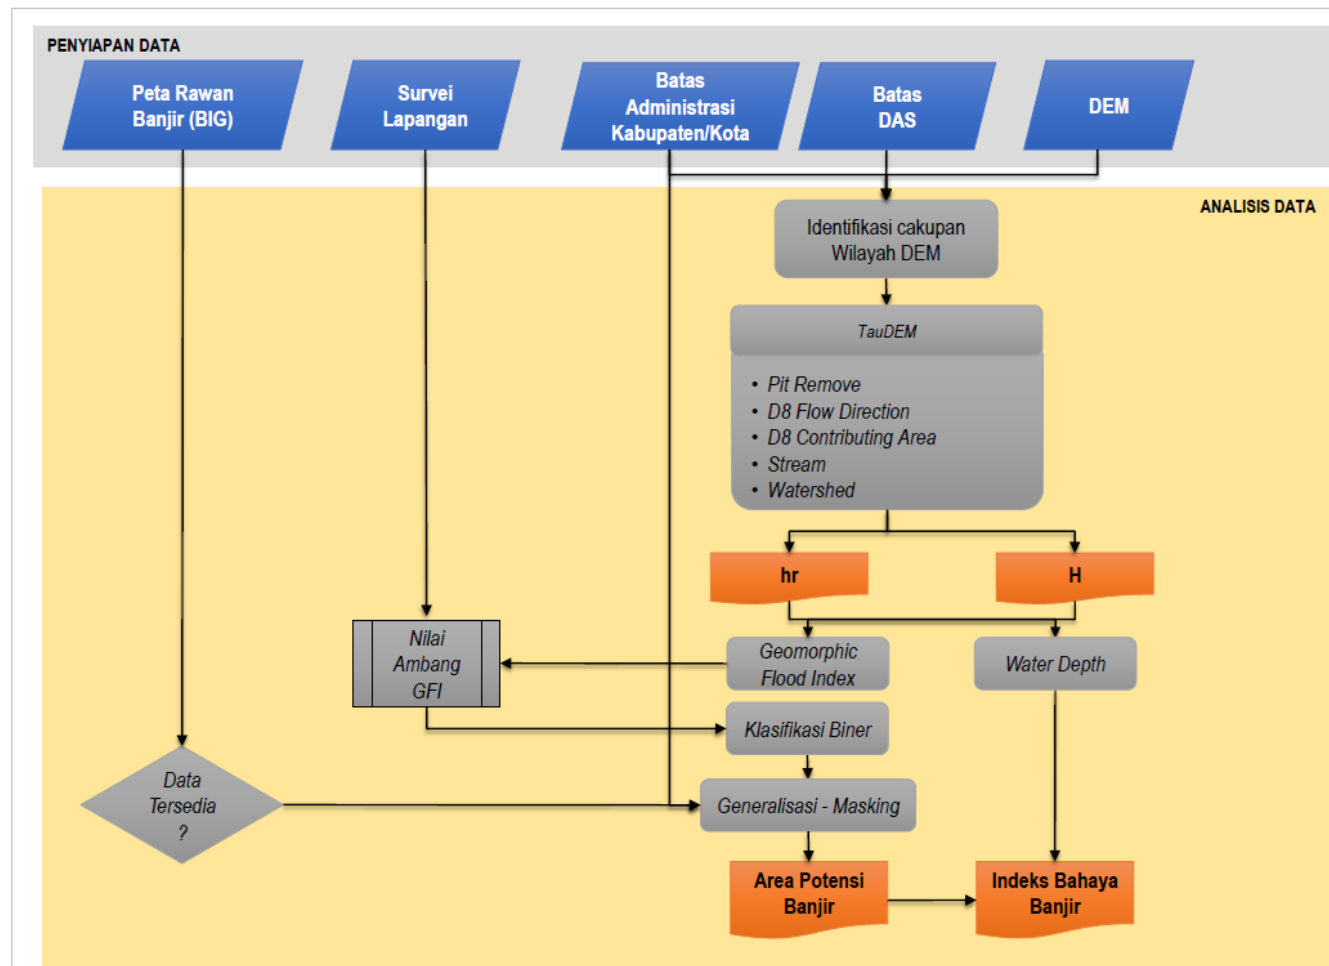 PENYIAPAN DATA
Peta Rawan
Banjir (BIG)
Survei
Lapangan
Batas
Administrasi
Kabupaten/Kota
Batas
DAS
DEM
ANALISIS DATA
Identifikasi cakupan
Wilayah DEM
TauDEM
• Pit Remove
• D8 Flow Direction
• D8 Contributing Area
• Stream
• Watershed
hr
H
Nilai
Ambang
GFI
Geomorphic
Flood Index
Water Depth
Klasifikasi Biner
Data
Tersedia
?
Generalisasi - Masking
Area Potensi
Banjir
Indeks Bahaya
Banjir